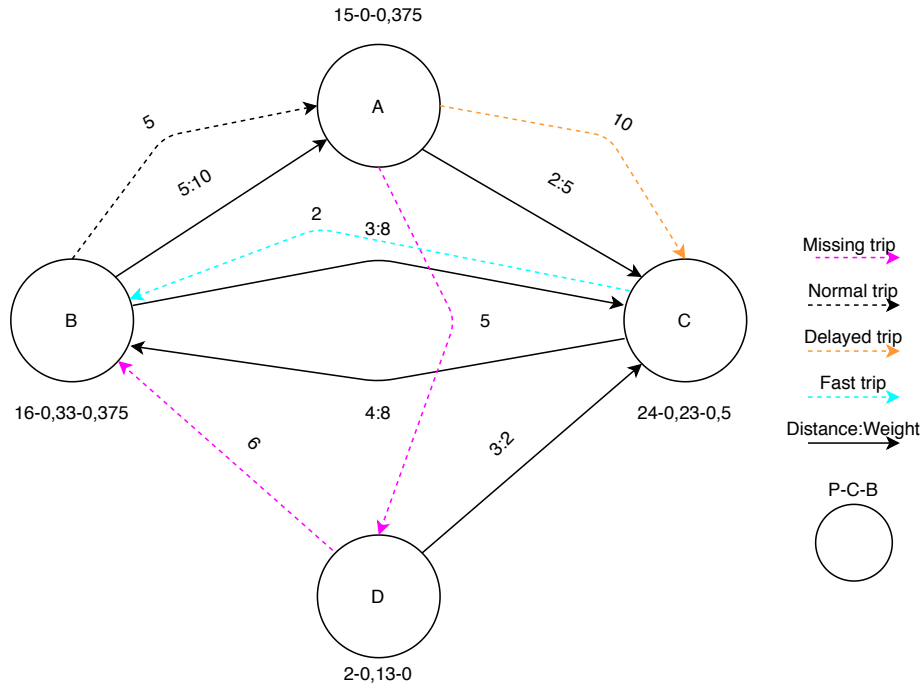 15-0-0,375
A
5
10
5:10
2:5
2
3:8
Missing trip
Normal trip
B
5
C
Delayed trip
Fast trip
16-0,33-0,375
4:8
24-0,23-0,5
Distance:Weight
6
3:2
P-C-B
D
2-0,13-0